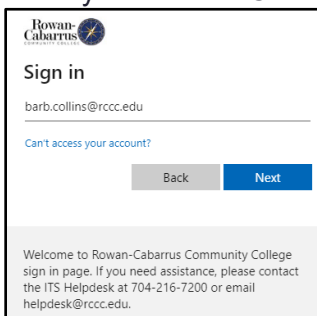 Rowan-
Cabarrus
COMMUNITY COLLEGE
Sign in
barb.collins@rccc.edu
Can't access your account?
Back
Next
Welcome to Rowan-Cabarrus Community College
sign in page. If you need assistance, please contact
the ITS Helpdesk at 704-216-7200 or email
helpdesk@rccc.edu.